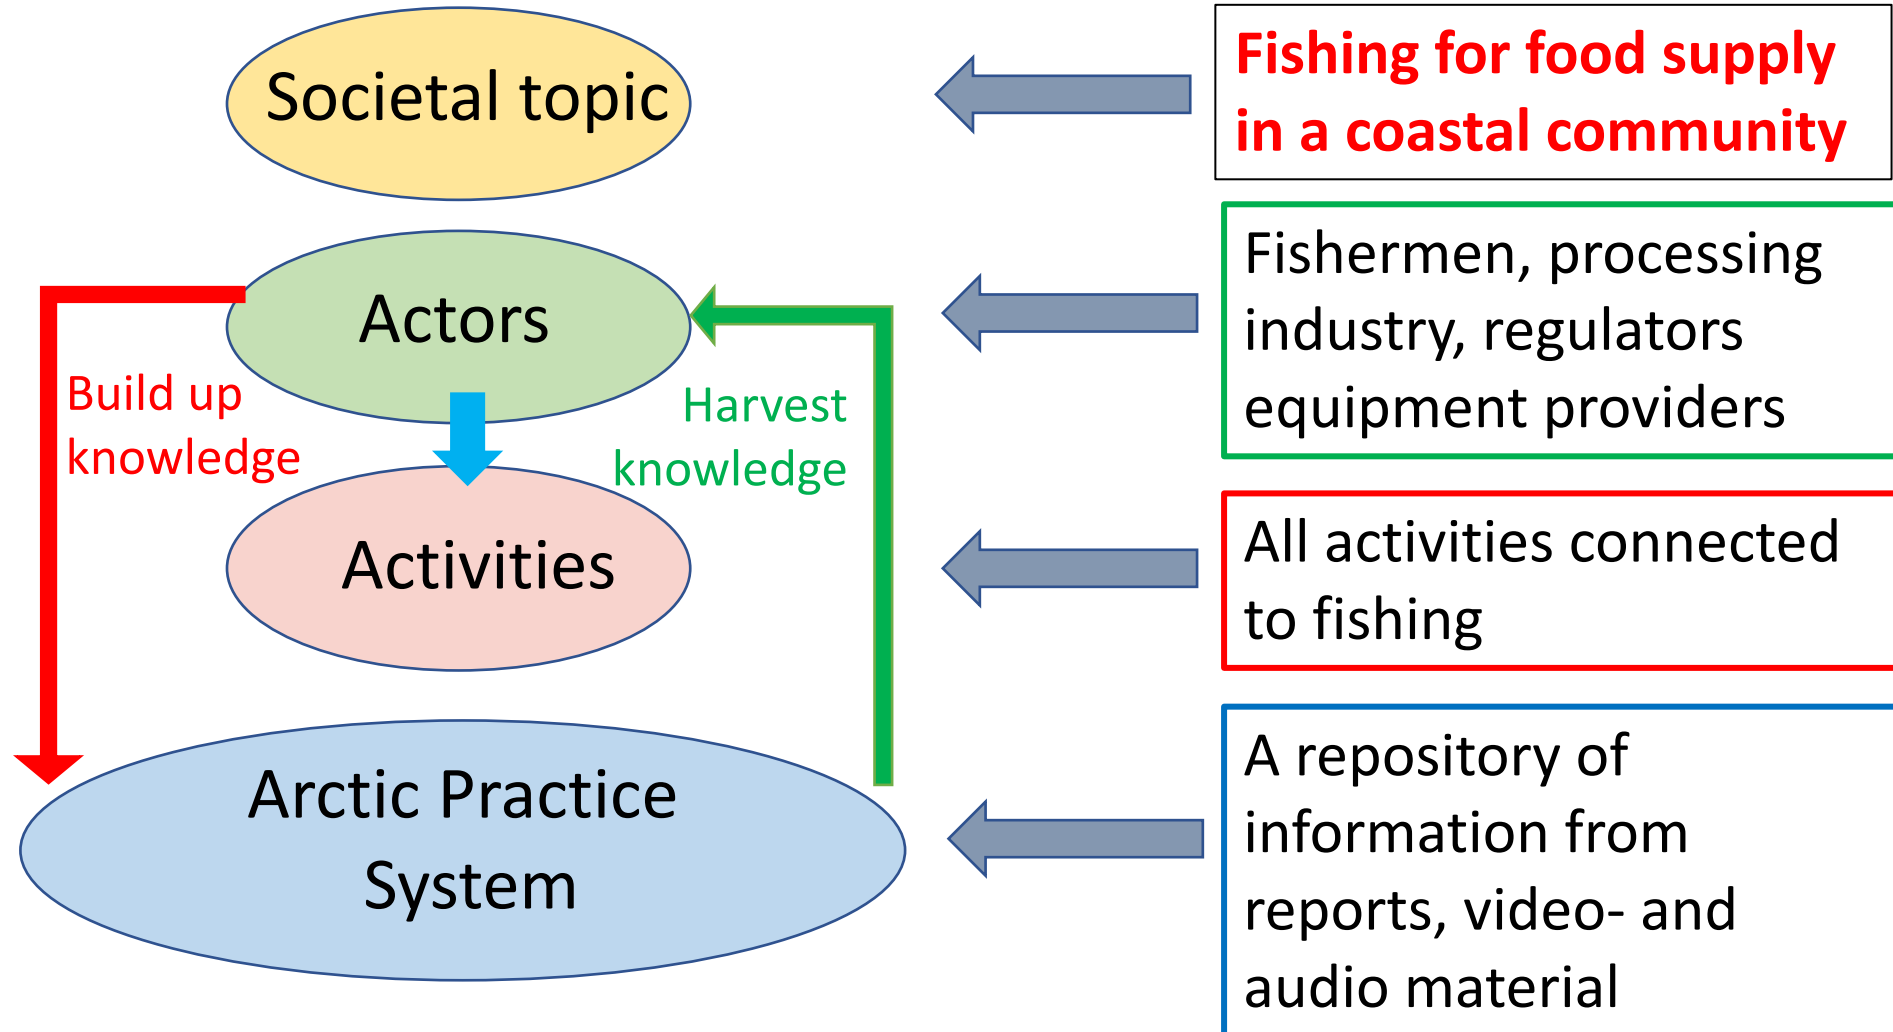 Societal topic
Fishing for food supply
in a coastal community
Actors
Fishermen, processing
industry, regulators
equipment providers
Build up
knowledge
Harvest
knowledge
Activities
All activities connected
to fishing
Arctic Practice
System
A repository of
information from
reports, video- and
audio material